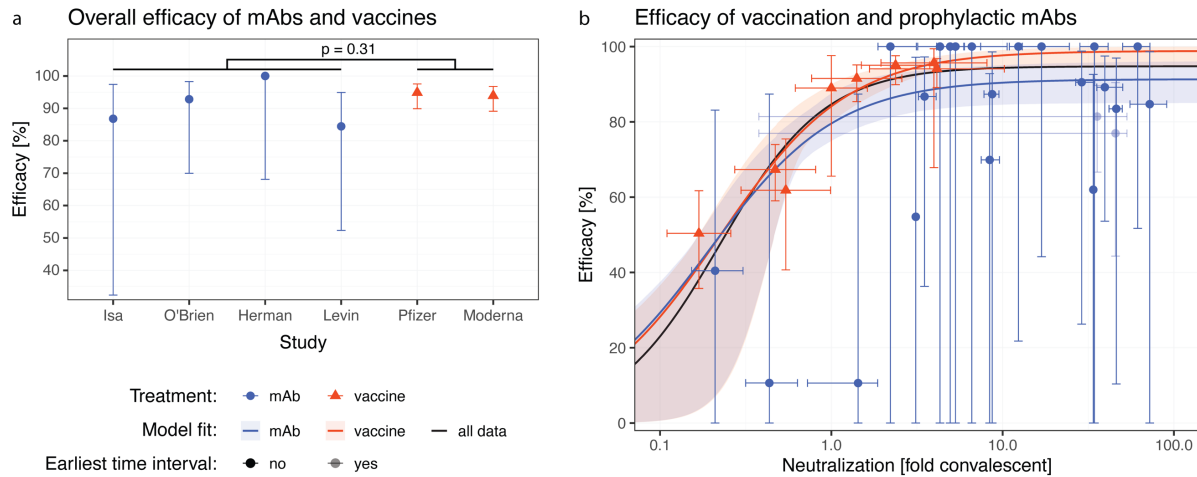 a
Overall efficacy of mAbs and vaccines
p = 0.31
Efficacy [%]
100
90
80
70
60
50
40
Isa
O'Brien
Herman
Levin
Pfizer
Moderna
Study
Treatment:
mAb
vaccine
Model fit:
mAb
vaccine
all data
Earliest time interval:
no
yes
b
Efficacy of vaccination and prophylactic mAbs
Efficacy [%]
100
80
60
40
20
0
0.1
1.0
10.0
100.0
Neutralization [fold convalescent]